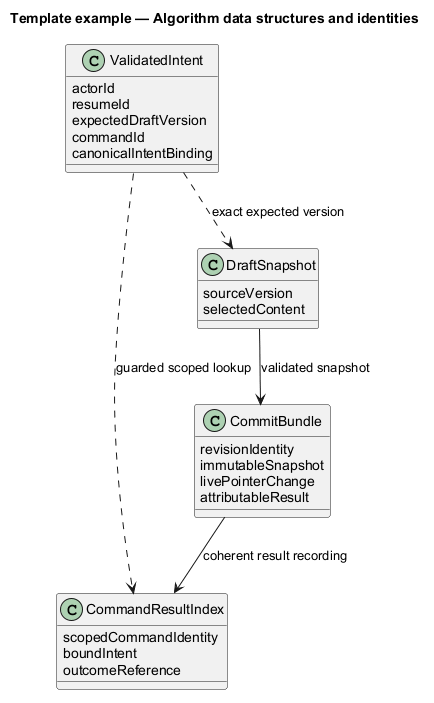 Template example — Algorithm data structures and identities
C ValidatedIntent
actorId
resumeId
expectedDraftVersion
commandId
canonicalIntentBinding
exact expected version
C DraftSnapshot
sourceVersion
selectedContent
guarded scoped lookup
validated snapshot
C CommitBundle
revisionIdentity
immutableSnapshot
livePointerChange
attributableResult
coherent result recording
C CommandResultIndex
scopedCommandIdentity
boundIntent
outcomeReference